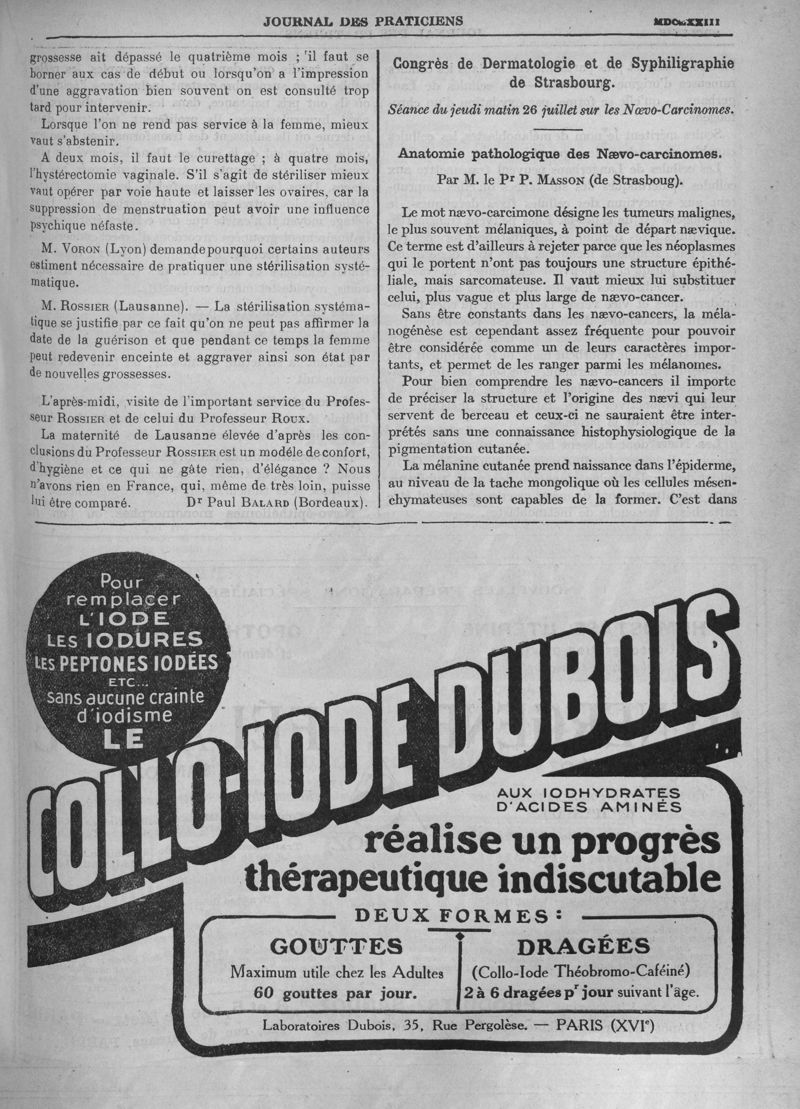 JOURNAL DES PRATICIENS
grossesse ait dépassé le quatrième mois ; 'il faut se
borner aux cas de début ou lorsqu'on a l'impression
d'une aggravation bien souvent on est consulté trop
tard pour intervenir.
Lorsque l'on ne rend pas service à la femme, mieux
vaut s'abstenir.
A deux mois, il faut le curettage ; à quatre mois,
l'hystérectomie vaginale. S'il s'agit de stériliser mieux
vaut opérer par voie haute et laisser les ovaires, car la
suppression de menstruation peut avoir une influence
psychique néfaste.
M. VORON (Lyon) demande pourquoi certains auteurs
estiment nécessaire de pratiquer une stérilisation systé-
matique.
M. ROSSIER (Lausanne). — La stérilisation systéma-
tique se justifie par ce fait qu'on ne peut pas affirmer la
date de la guérison et que pendant ce temps la femme
peut redevenir enceinte et aggraver ainsi son état par
de nouvelles grossesses.
L'après-midi, visite de l'important service du Profes-
seur ROSSIER et de celui du Professeur ROUX.
La maternité de Lausanne élevée d'après les con-
clusions du Professeur ROSSIER est un modéle de confort,
d'hygiène et ce qui ne gâte rien, d'élégance ? Nous
n'avons rien en France, qui, même de très loin, puisse
lui être comparé. Dr Paul BALARD (Bordeaux).
Congrès de Dermatologie et de Syphiligraphie
de Strasbourg.
Séance du jeudi matin 26 juillet sur les Nœvo-Carcinomes.
Anatomie pathologique des Nævo-carcinomes.
Par M. le Pr P. MASSON (de Strasboug).
Le mot nævo-carcimone désigne les tumeurs malignes,
le plus souvent mélaniques, à point de départ nævique.
Ce terme est d'ailleurs à rejeter parce que les néoplasmes
qui le portent n'ont pas toujours une structure épithé-
liale, mais sarcomateuse. Il vaut mieux lui substituer
celui, plus vague et plus large de nævo-cancer.
Sans être constants dans les nævo-cancers, la méla-
nogénèse est cependant assez fréquente pour pouvoir
être considérée comme un de leurs caractères impor-
tants, et permet de les ranger parmi les mélanomes.
Pour bien comprendre les nævo-cancers il importe
de préciser la structure et l'origine des nævi qui leur
servent de berceau et ceux-ci ne sauraient être inter-
prétés sans une connaissance histophysiologique de la
pigmentation cutanée.
La mélanine cutanée prend naissance dans l'épiderme,
au niveau de la tache mongolique où les cellules mésen-
chymateuses sont capables de la former. C'est dans
Pour
remplaçer
L'IODE
LES IODURES
LES PEPTONES IODÉES
ETC...
sans aucune crainte
d'iodisme
LE
COLLO-IODE DUBOIS
AUX IODHYDRATES
D'ACIDES AMINÉS
réalise un progrès
thérapeutique indiscutable
DEUX FORMES :
GOUTTES
Maximum utile chez les Adultes
60 gouttes par jour.
DRAGÉES
(Collo-Iode Théobromo-Caféiné)
2 à 6 dragées pr jour suivant l'âge.
Laboratoires Dubois, 35, Rue Pergolèse. — PARIS (XVIe)